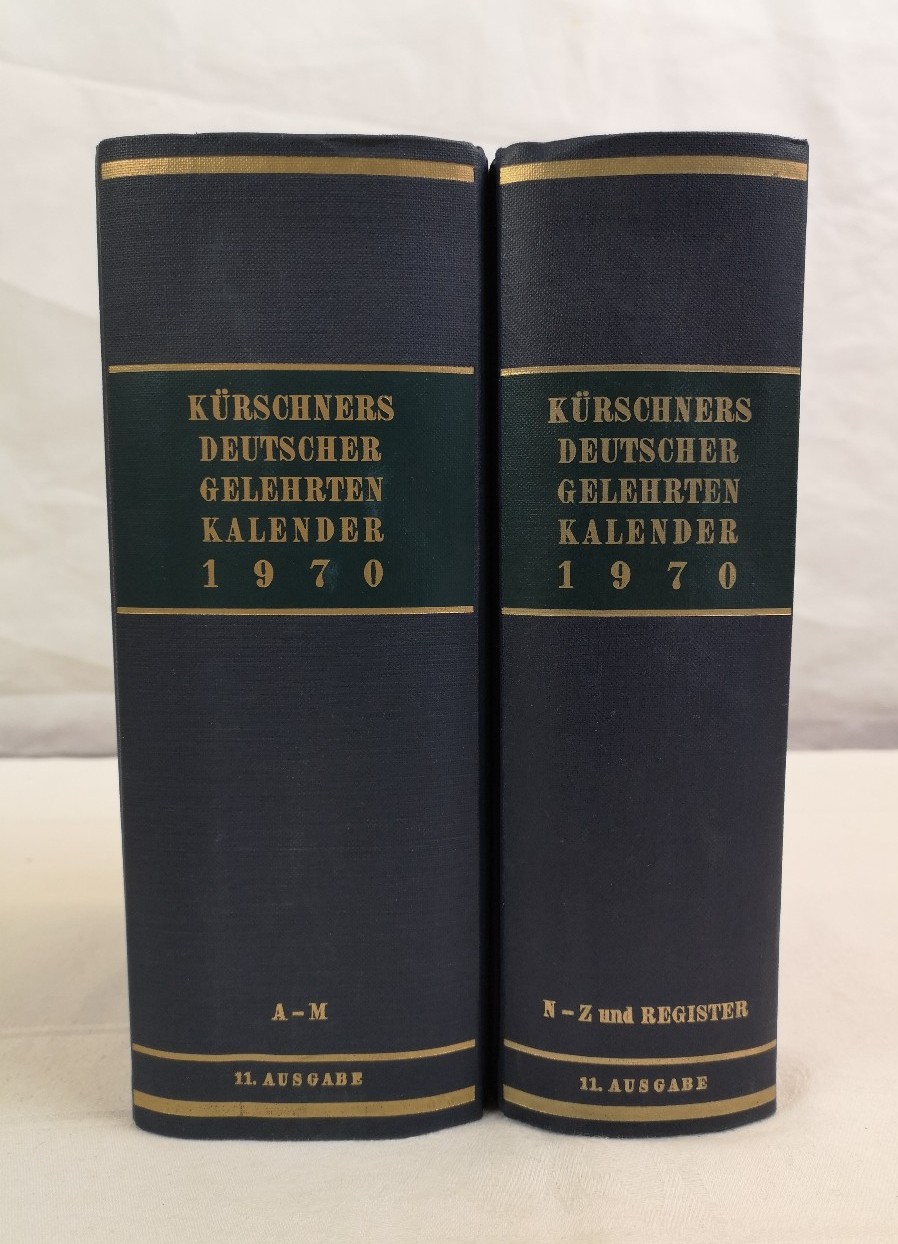 KÜRSCHNERS
DEUTSCHER
GELEHRTEN
KALENDER
1970
A – M
11. AUSGABE
KÜRSCHNERS
DEUTSCHER
GELEHRTEN
KALENDER
1970
N – Z und REGISTER
11. AUSGABE